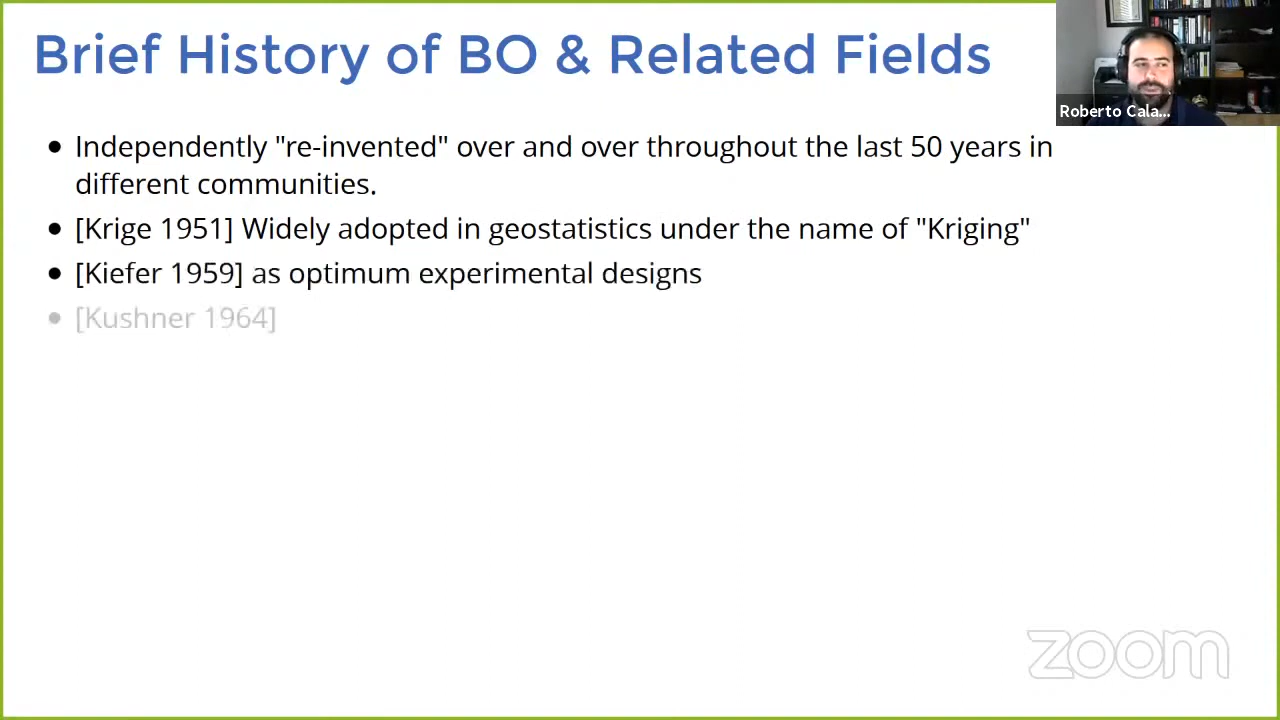 Brief History of BO & Related Fields
Roberto Cala...
• Independently "re-invented" over and over throughout the last 50 years in
different communities.
• [Krige 1951] Widely adopted in geostatistics under the name of "Kriging"
• [Kiefer 1959] as optimum experimental designs
• [Kushner 1964]
zoom